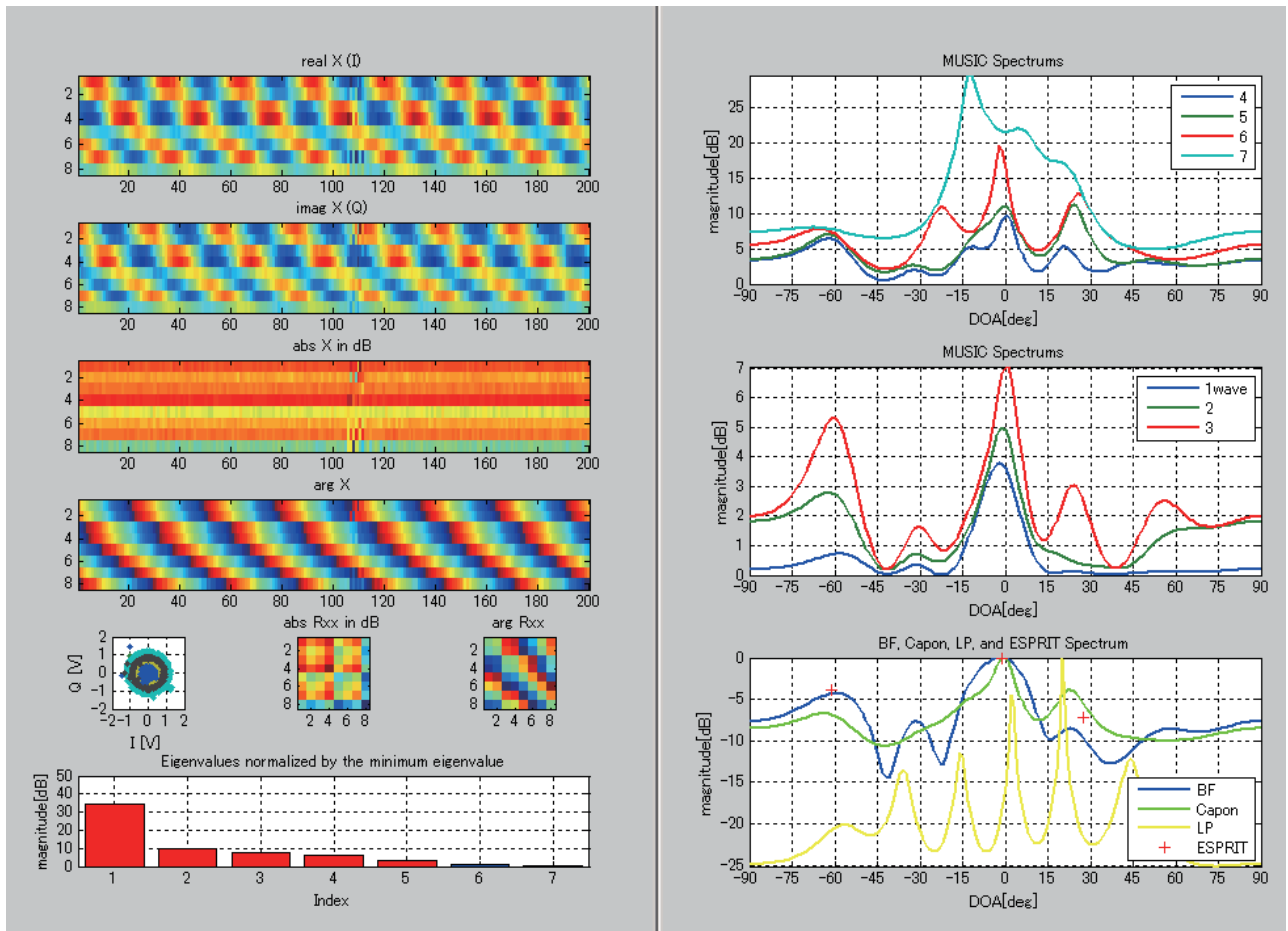 real X (I)
2
4
6
8
20 40 60 80 100 120 140 160 180 200
imag X (Q)
2
4
6
8
20 40 60 80 100 120 140 160 180 200
abs X in dB
2
4
6
8
20 40 60 80 100 120 140 160 180 200
arg X
2
4
6
8
20 40 60 80 100 120 140 160 180 200
Q [V]
2
1
0
-1
-2
-2 -1 0 1 2
I [V]
abs Rxx in dB
2
4
6
8
2 4 6 8
arg Rxx
2
4
6
8
2 4 6 8
Eigenvalues normalized by the minimum eigenvalue
magnitude[dB]
50
40
30
20
10
0
1 2 3 4 5 6 7
Index
MUSIC Spectrums
magnitude[dB]
25
20
15
10
5
0
4
5
6
7
-90 -75 -60 -45 -30 -15 0 15 30 45 60 75 90
DOA[deg]
MUSIC Spectrums
magnitude[dB]
7
6
5
4
3
2
1
0
1wave
2
3
-90 -75 -60 -45 -30 -15 0 15 30 45 60 75 90
DOA[deg]
BF, Capon, LP, and ESPRIT Spectrum
magnitude[dB]
0
-5
-10
-15
-20
-25
BF
Capon
LP
ESPRIT
-90 -75 -60 -45 -30 -15 0 15 30 45 60 75 90
DOA[deg]